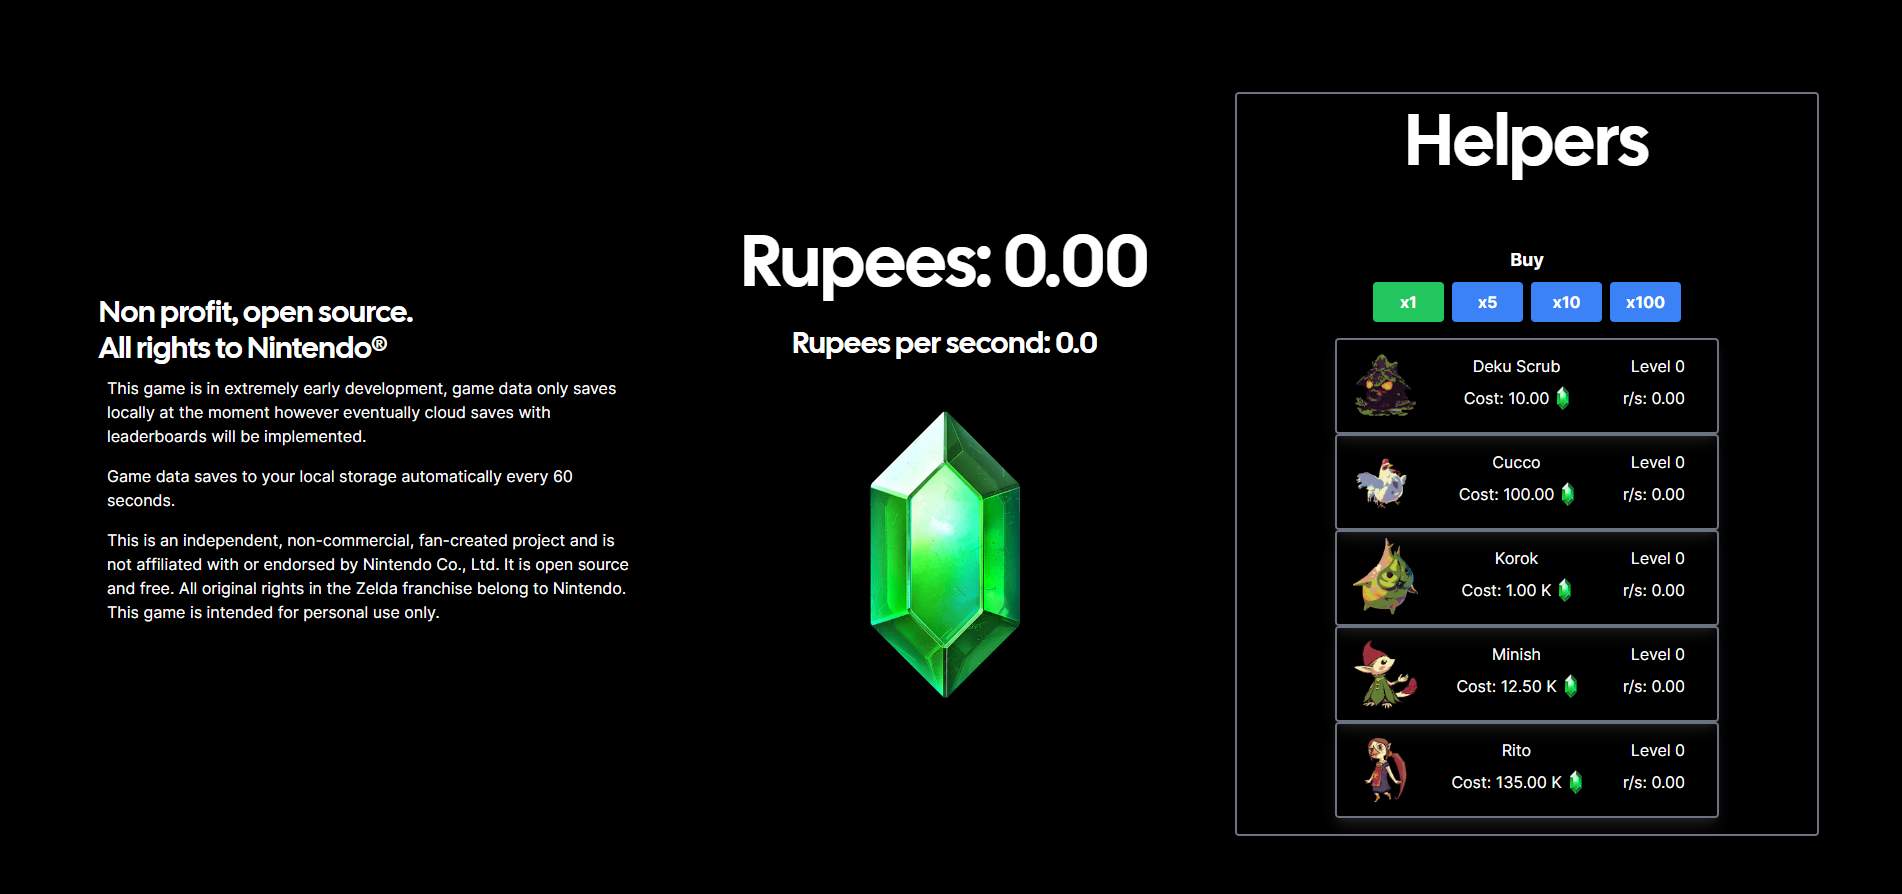 Non profit, open source.
All rights to Nintendo®
This game is in extremely early development, game data only saves
locally at the moment however eventually cloud saves with
leaderboards will be implemented.
Game data saves to your local storage automatically every 60
seconds.
This is an independent, non-commercial, fan-created project and is
not affiliated with or endorsed by Nintendo Co., Ltd. It is open source
and free. All original rights in the Zelda franchise belong to Nintendo.
This game is intended for personal use only.
Rupees: 0.00
Rupees per second: 0.0
Helpers
Buy
x1 x5 x10 x100
Deku Scrub Level 0
Cost: 10.00 r/s: 0.00
Cucco Level 0
Cost: 100.00 r/s: 0.00
Korok Level 0
Cost: 1.00 K r/s: 0.00
Minish Level 0
Cost: 12.50 K r/s: 0.00
Rito Level 0
Cost: 135.00 K r/s: 0.00